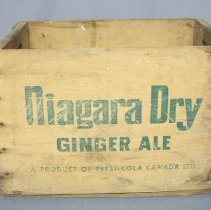 Niagara Dry
GINGER ALE
A PRODUCT OF PEPSI-COLA CANADA LTD.